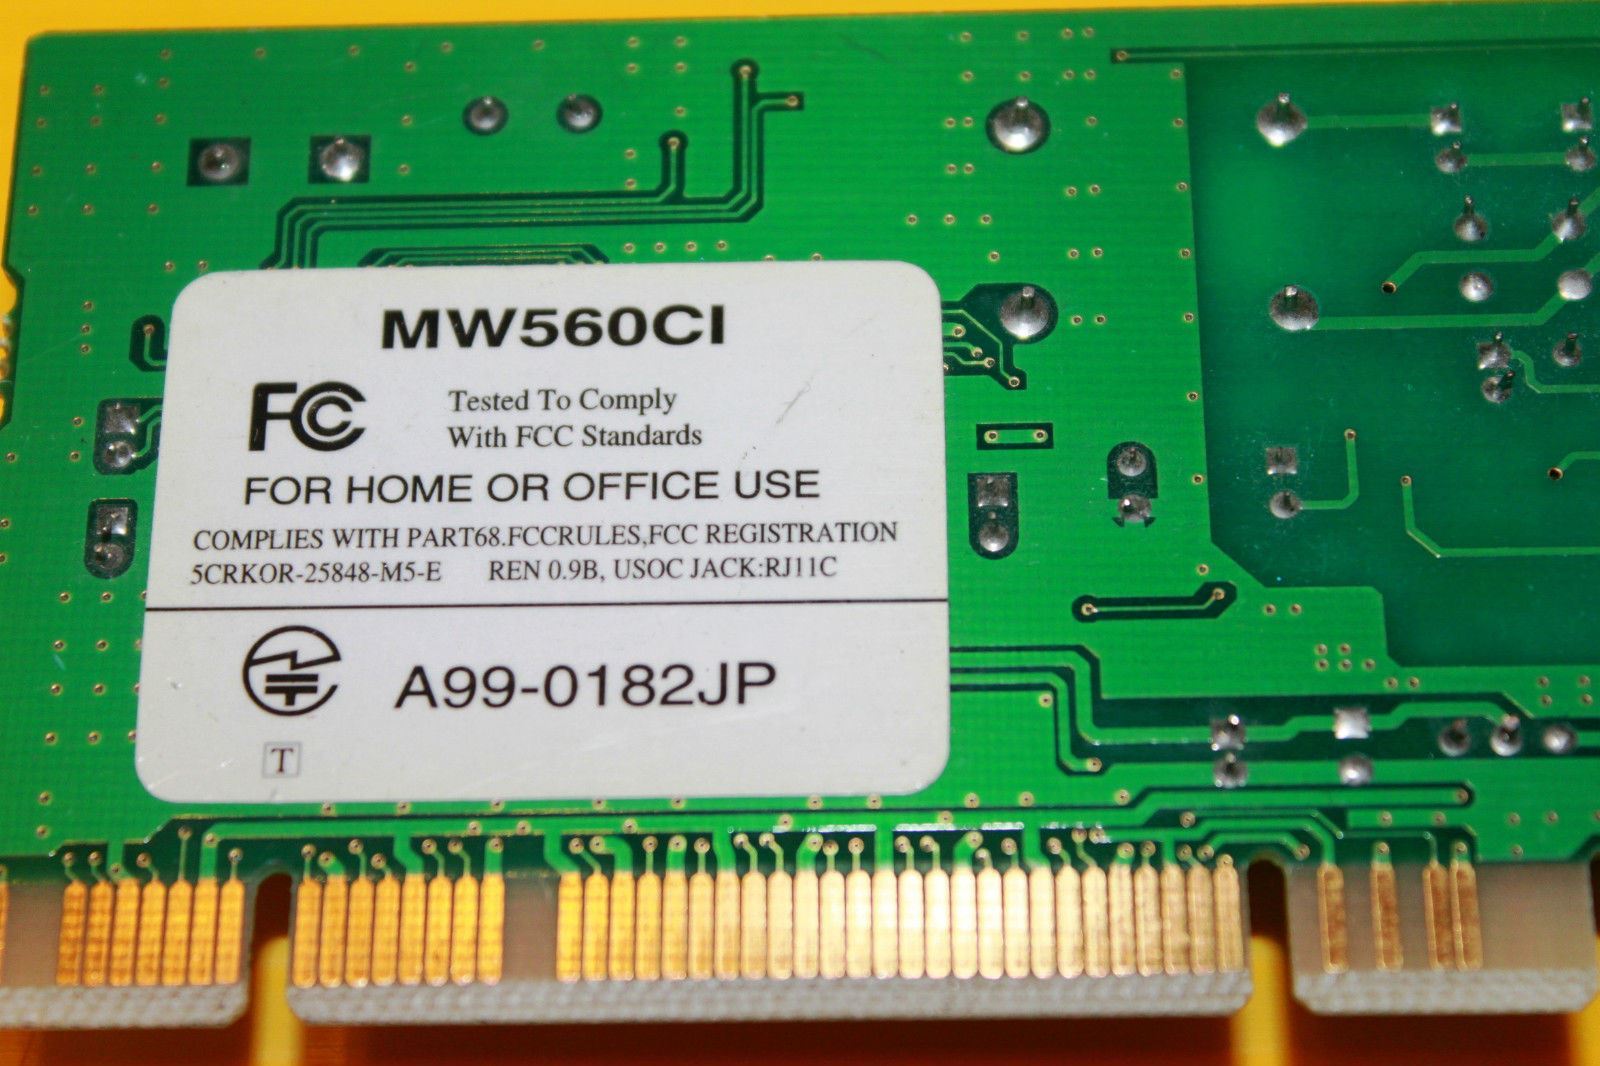 MW560CI
FC Tested To Comply
With FCC Standards
FOR HOME OR OFFICE USE
COMPLIES WITH PART68.FCCRULES,FCC REGISTRATION
5CRKOR-25848-M5-E REN 0.9B, USOC JACK:RJ11C
A99-0182JP
T